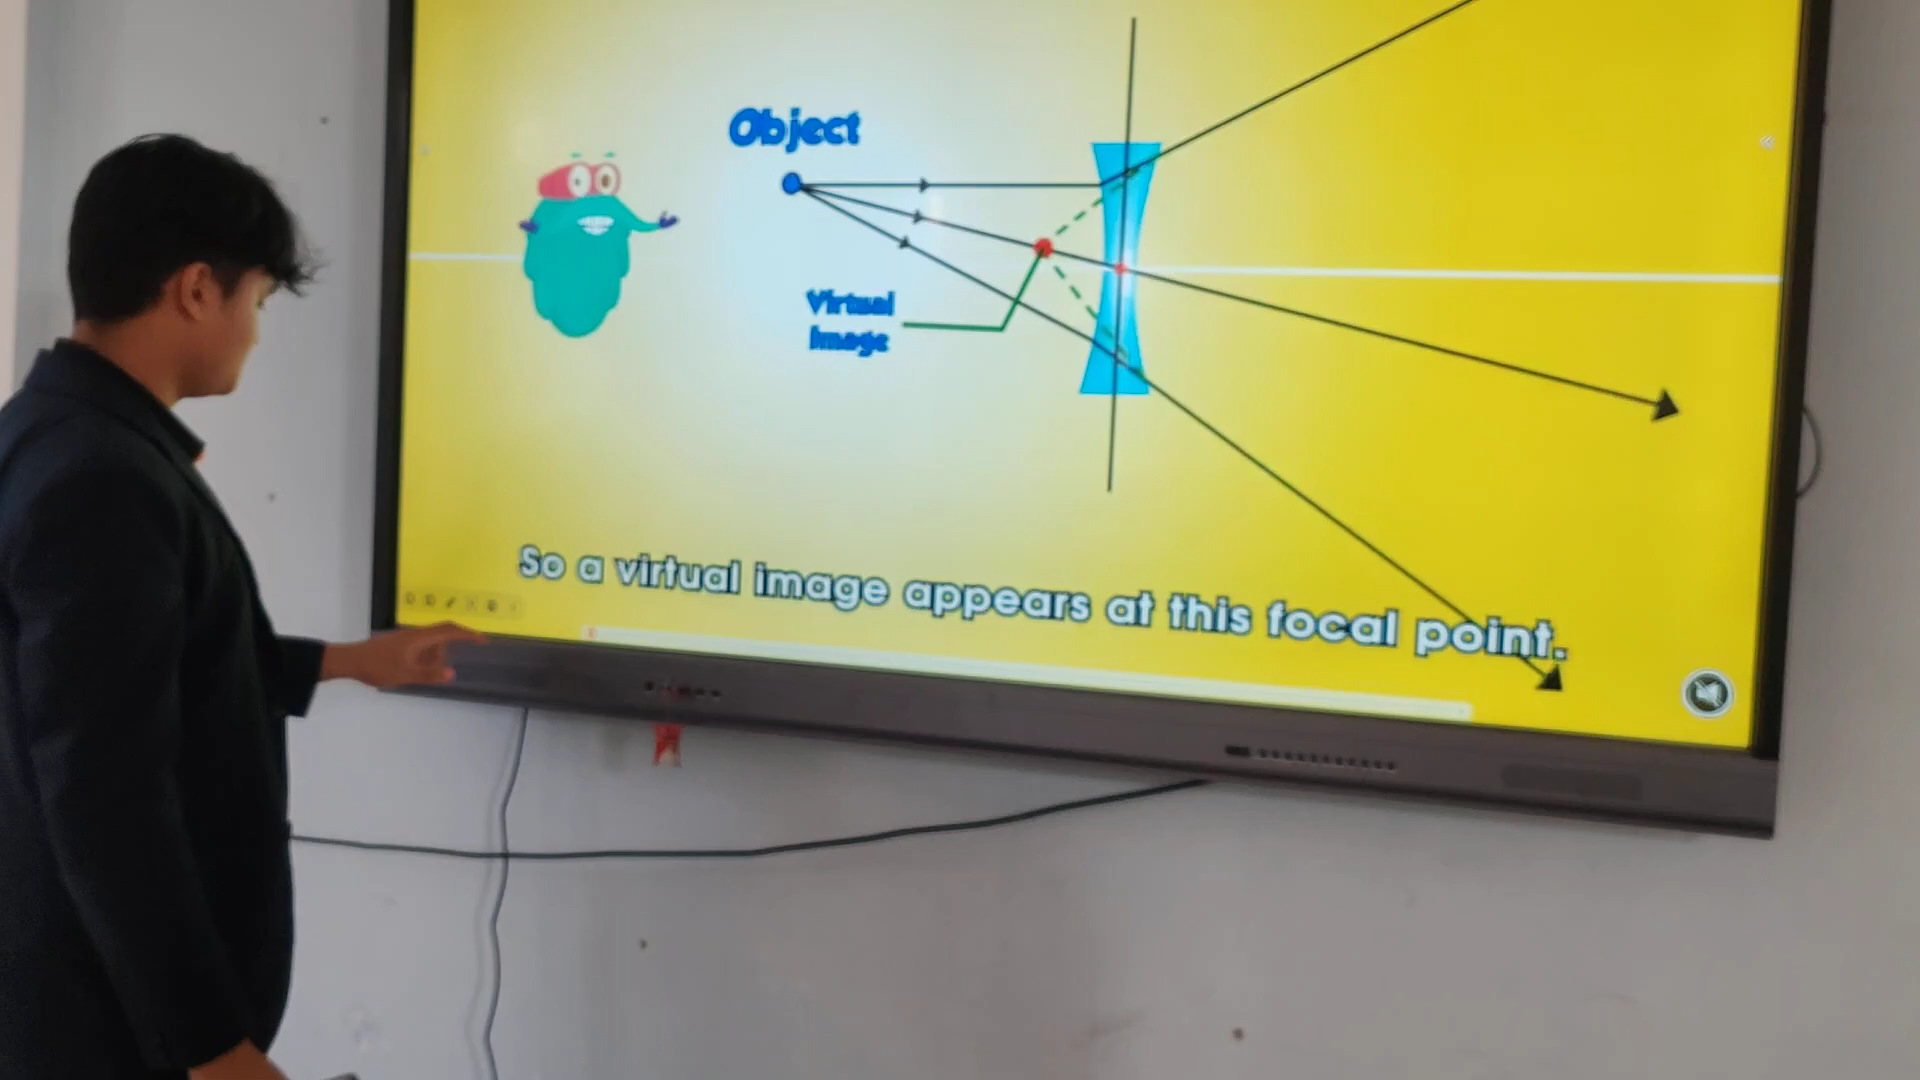 Object
Virtual
Image
So a virtual image appears at this focal point.